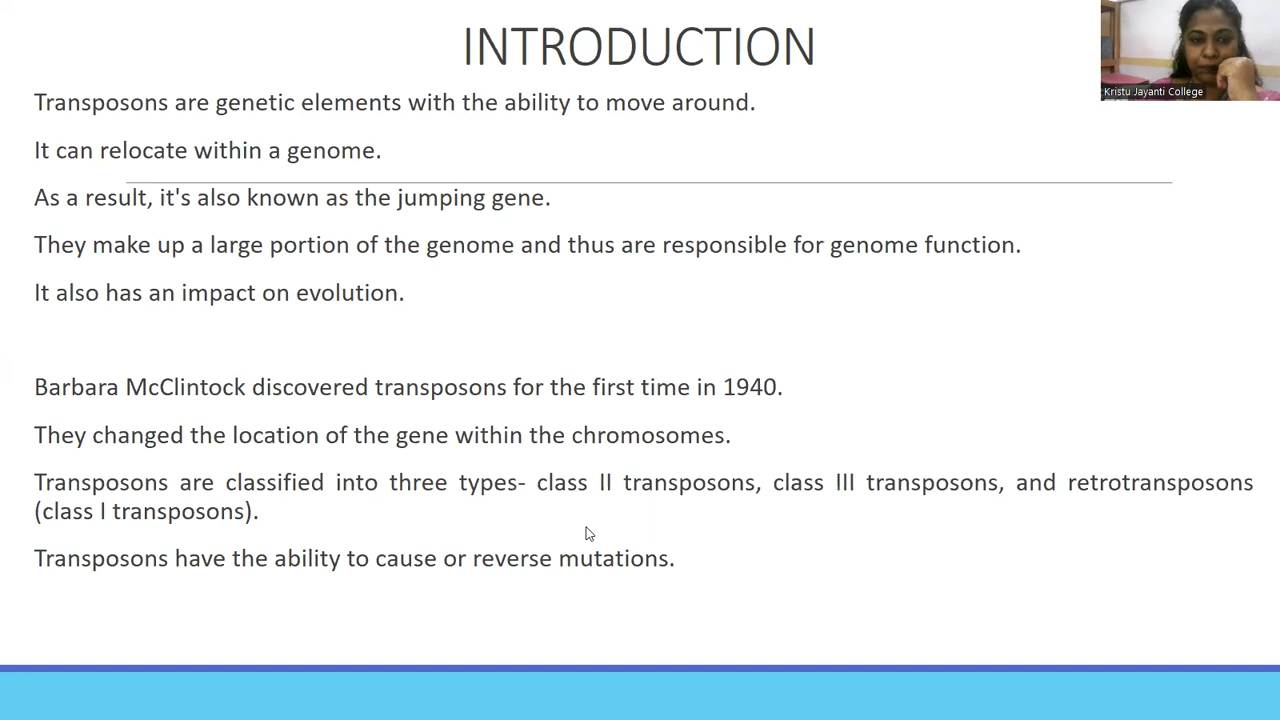 INTRODUCTION
Kristu Jayanti College
Transposons are genetic elements with the ability to move around.
It can relocate within a genome.
As a result, it's also known as the jumping gene.
They make up a large portion of the genome and thus are responsible for genome function.
It also has an impact on evolution.
Barbara McClintock discovered transposons for the first time in 1940.
They changed the location of the gene within the chromosomes.
Transposons are classified into three types- class II transposons, class III transposons, and retrotransposons
(class I transposons).
Transposons have the ability to cause or reverse mutations.